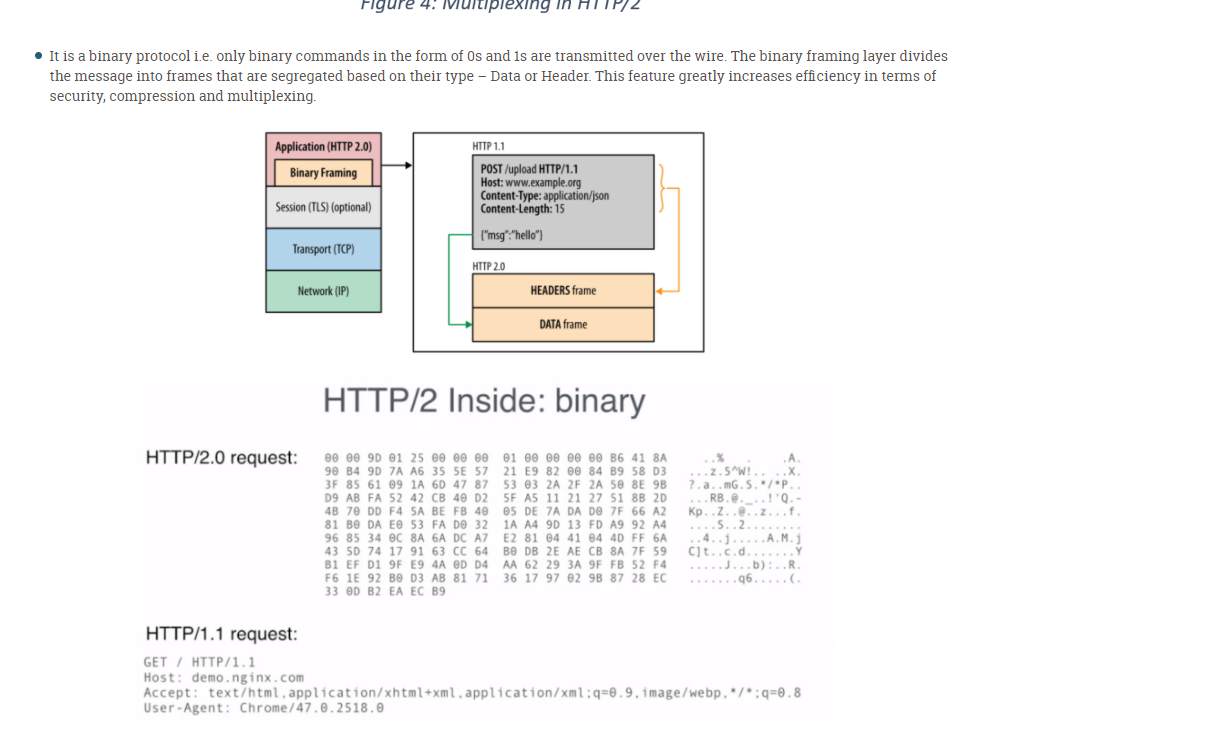 Figure 4: Multiplexing in HTTP/2
It is a binary protocol i.e. only binary commands in the form of 0s and 1s are transmitted over the wire. The binary framing layer divides
the message into frames that are segregated based on their type – Data or Header. This feature greatly increases efficiency in terms of
security, compression and multiplexing.
Application (HTTP 2.0)
Binary Framing
Session (TLS) (optional)
Transport (TCP)
Network (IP)
HTTP 1.1
POST /upload HTTP/1.1
Host: www.example.org
Content-Type: application/json
Content-Length: 15
{"msg":"hello"}
HTTP 2.0
HEADERS frame
DATA frame
HTTP/2 Inside: binary
HTTP/2.0 request:
00 00 9D 01 25 00 00 00 01 00 00 00 00 B6 41 8A ..% . .A.
90 B4 9D 7A A6 35 5E 57 21 E9 82 00 84 B9 58 D3 ...z.5^W!.. ..X.
3F 85 61 09 1A 6D 47 87 53 03 2A 2F 2A 50 8E 9B ?.a..mG.S.*/*P..
D9 AB FA 52 42 CB 40 D2 5F A5 11 21 27 51 8B 2D ...RB.@._..!'Q.-
4B 70 DD F4 5A BE FB 40 05 DE 7A DA D0 7F 66 A2 Kp..Z..@..z...f.
81 B0 DA E0 53 FA D0 32 1A A4 9D 13 FD A9 92 A4 ....S..2........
96 85 34 0C 8A 6A DC A7 E2 81 04 41 04 4D FF 6A ..4..j.....A.M.j
43 5D 74 17 91 63 CC 64 B0 DB 2E AE CB 8A 7F 59 C]t..c.d.......Y
B1 EF D1 9F E9 4A 0D D4 AA 62 29 3A 9F FB 52 F4 .....J...b):..R.
F6 1E 92 B0 D3 AB 81 71 36 17 97 02 9B 87 28 EC .......q6.....(.
33 0D B2 EA EC B9
HTTP/1.1 request:
GET / HTTP/1.1
Host: demo.nginx.com
Accept: text/html,application/xhtml+xml,application/xml;q=0.9,image/webp,*/*;q=0.8
User-Agent: Chrome/47.0.2518.0